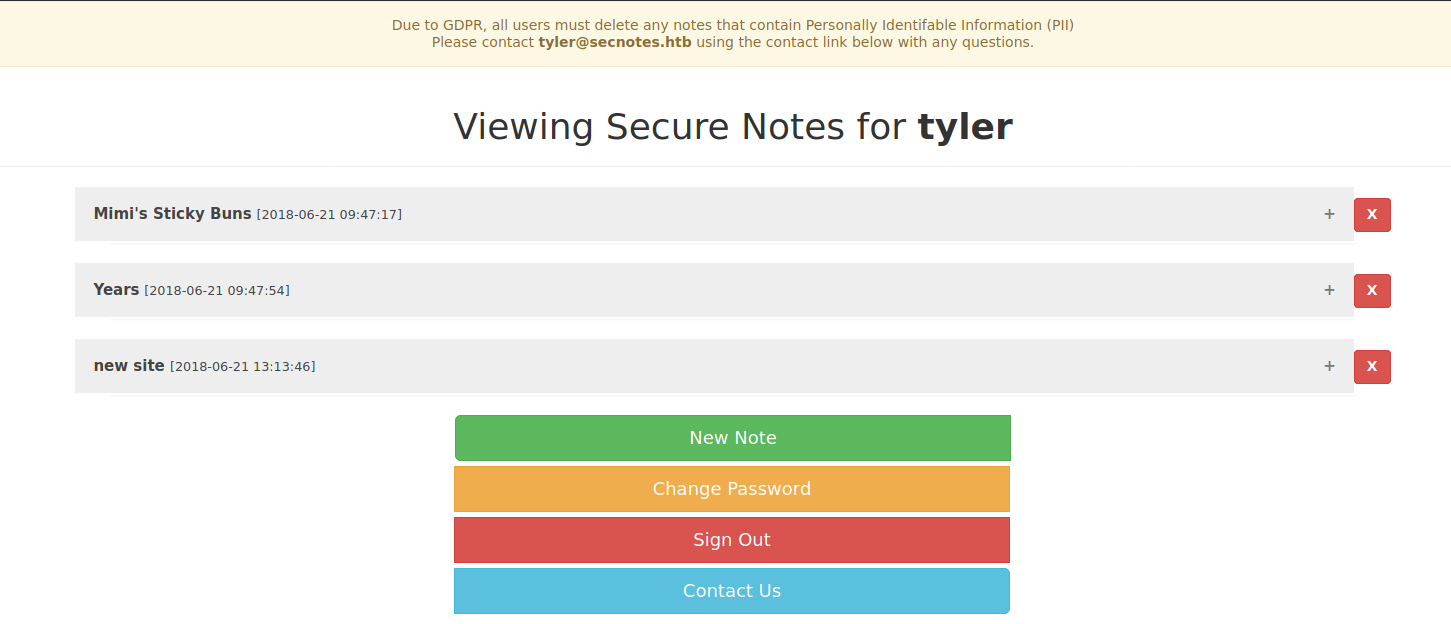 Due to GDPR, all users must delete any notes that contain Personally Identifable Information (PII)
Please contact tyler@secnotes.htb using the contact link below with any questions.
Viewing Secure Notes for tyler
Mimi's Sticky Buns [2018-06-21 09:47:17] + X
Years [2018-06-21 09:47:54] + X
new site [2018-06-21 13:13:46] + X
New Note
Change Password
Sign Out
Contact Us